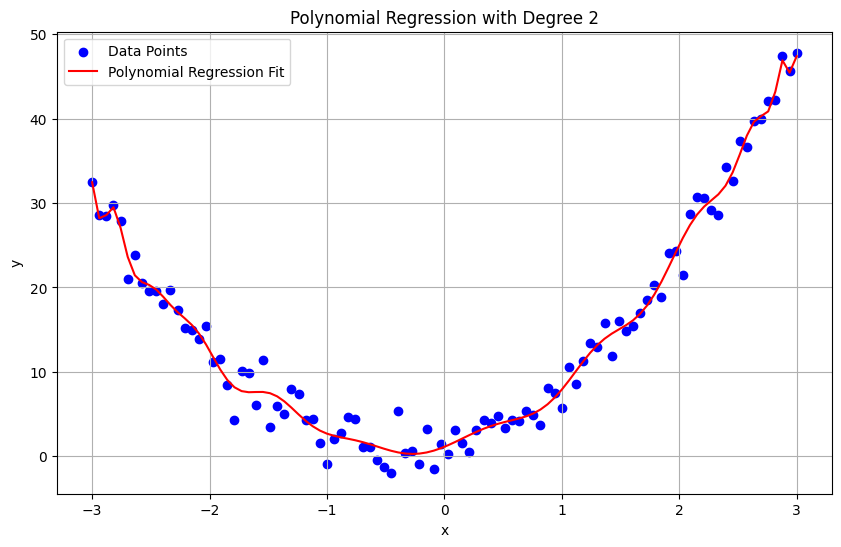 Polynomial Regression with Degree 2
Data Points
Polynomial Regression Fit
50
40
30
20
10
0
y
−3
−2
−1
0
1
2
3
x